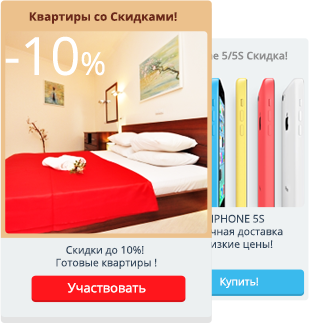 Квартиры со Скидками!
-10%
Скидки до 10%!
Готовые квартиры !
Участвовать
5/5S Скидка!
IPHONE 5S
доставка
цены!
Купить!